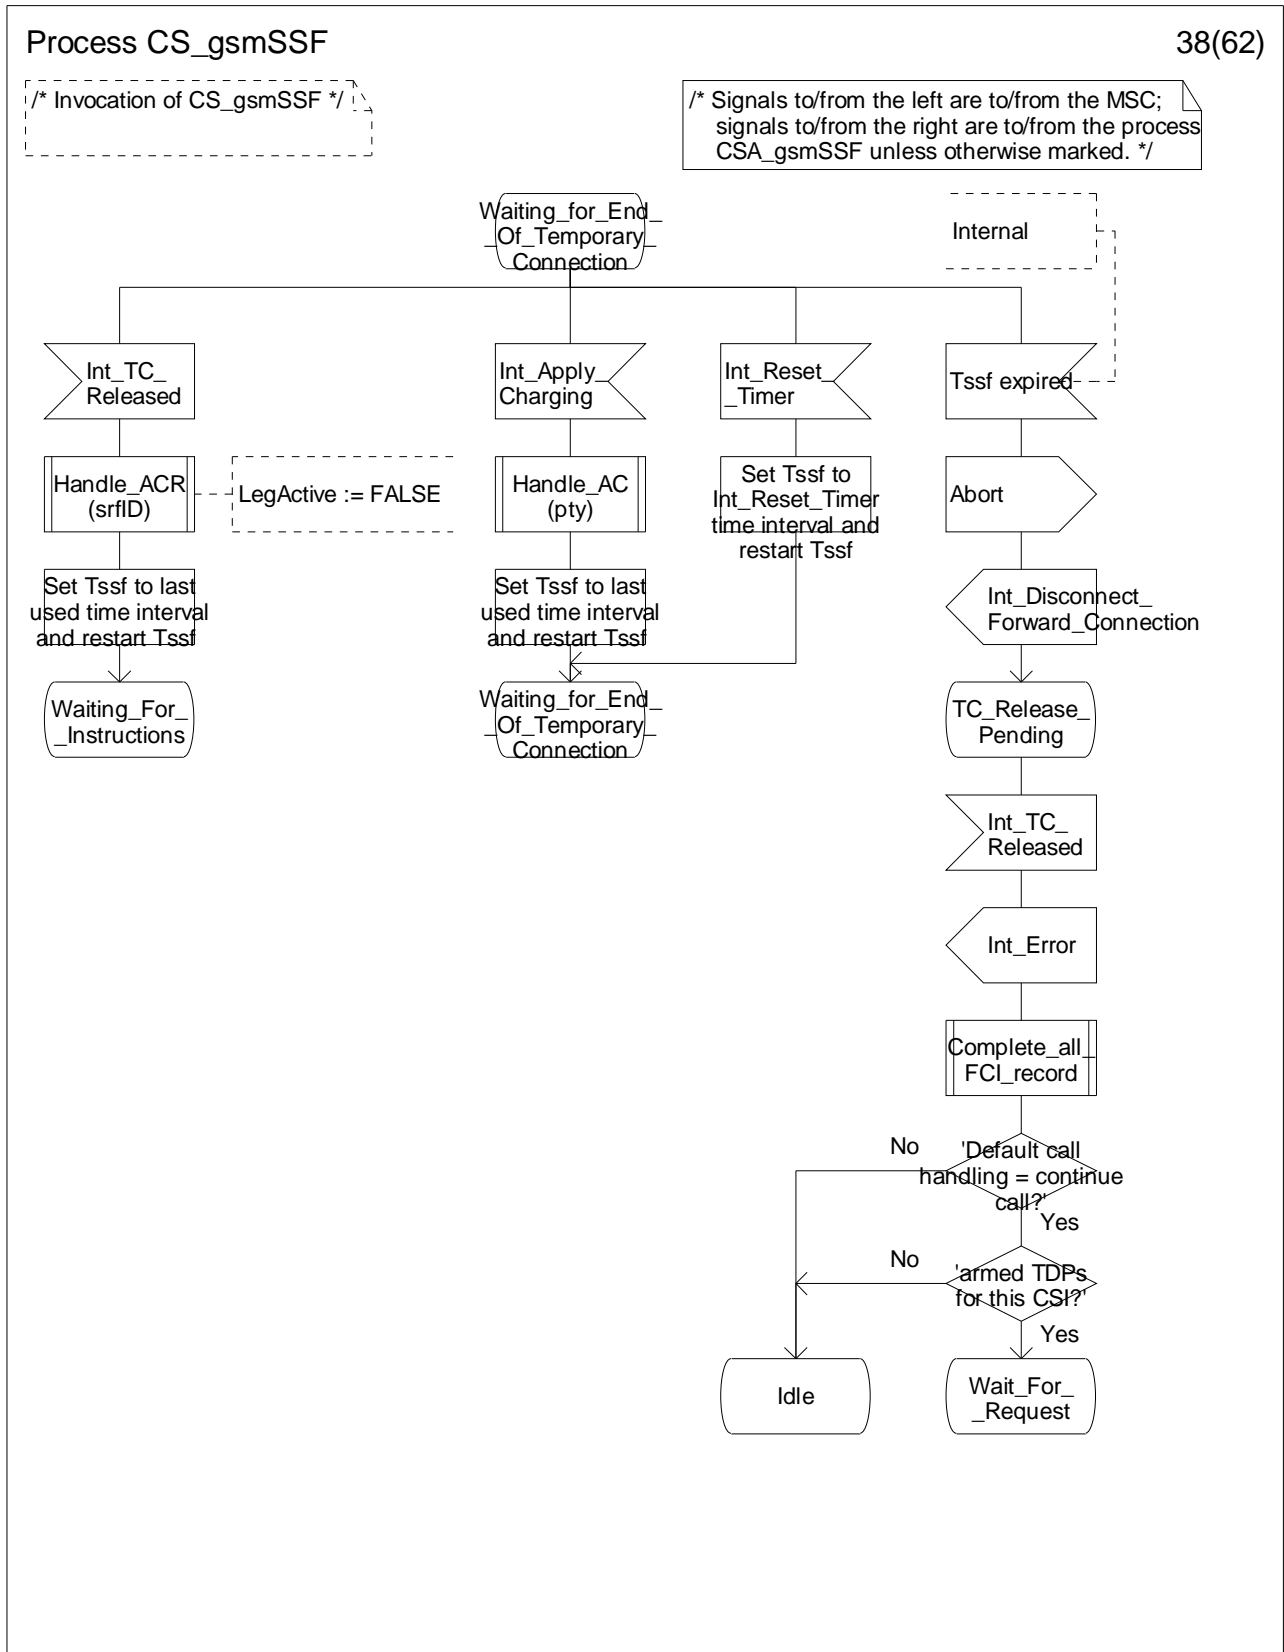 Process CS_gsmSSF
38(62)
/* Invocation of CS_gsmSSF */
/* Signals to/from the left are to/from the MSC;
signals to/from the right are to/from the process
CSA_gsmSSF unless otherwise marked. */
Waiting_for_End_
_Of_Temporary_
Connection
Internal
Int_TC_
Released
Int_Apply_
Charging
Int_Reset_
_Timer
Tssf expired
Handle_ACR
(srfID)
LegActive := FALSE
Handle_AC
(pty)
Set Tssf to
Int_Reset_Timer
time interval and
restart Tssf
Abort
Set Tssf to last
used time interval
and restart Tssf
Set Tssf to last
used time interval
and restart Tssf
Int_Disconnect_
Forward_Connection
Waiting_For_
_Instructions
Waiting_for_End_
_Of_Temporary_
Connection
TC_Release_
Pending
Int_TC_
Released
Int_Error
Complete_all_
FCI_record
No
'Default call
handling = continue
call?'
Yes
No
'armed TDPs
for this CSI?'
Yes
Idle
Wait_For_
_Request